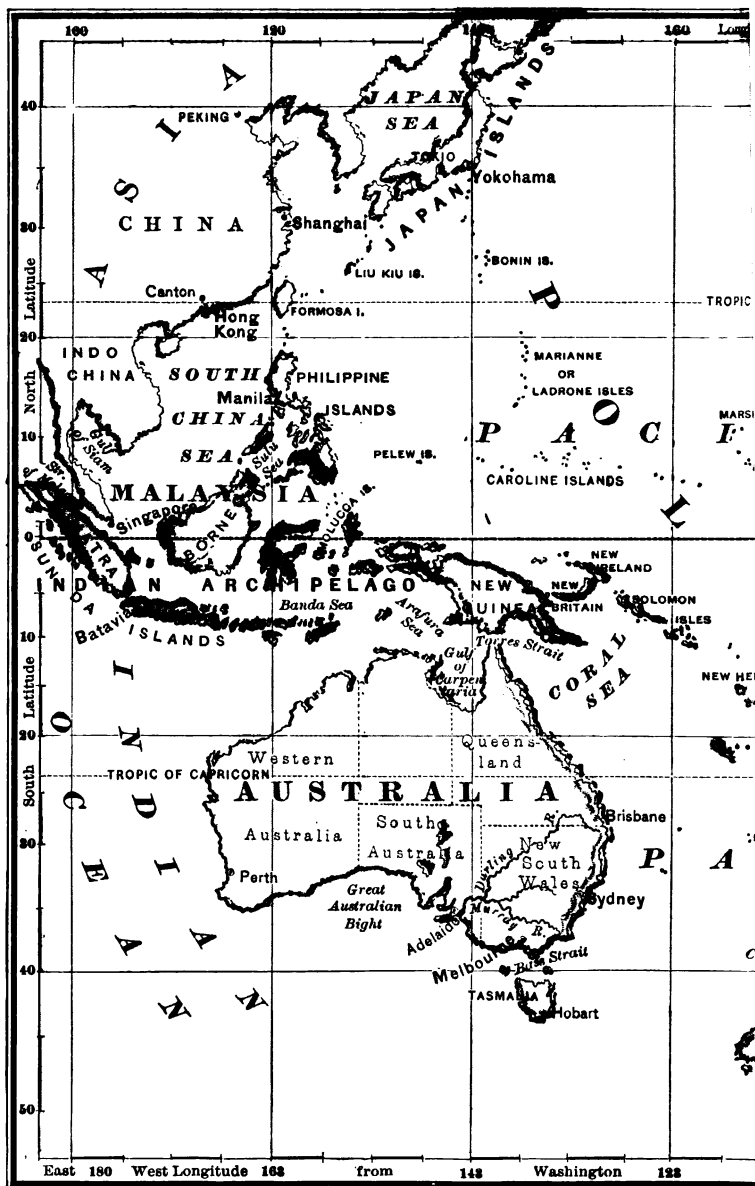 100 120 140 160 Long
A S I A
40
PEKING
JAPAN
SEA
TOKIO
Yokohama
JAPAN ISLANDS
CHINA
Shanghai
30
BONIN IS.
LIU KIU IS.
Canton
Hong
Kong
FORMOSA I.
TROPIC
North Latitude
20
INDO
CHINA
MARIANNE
OR
LADRONE ISLES
SOUTH
CHINA
SEA
Manila
PHILIPPINE
ISLANDS
Sulu
Sea
Gulf
of Siam
10
P A C I
MARSH
PELEW IS.
CAROLINE ISLANDS
P O L
MALAYSIA
Singapore
BORNEO
MOLUCCA IS.
0
SUMATRA
SUNDA
ISLANDS
INDIAN ARCHIPELAGO
Batavia
Banda Sea
Arafura
Sea
NEW
GUINEA
NEW
IRELAND
NEW
BRITAIN
SOLOMON
ISLES
10
Torres Strait
Gulf
of
Carpen
taria
CORAL
SEA
NEW HE
South Latitude
20
Western
Australia
Queens-
land
TROPIC OF CAPRICORN
AUSTRALIA
South
Australia
30
Brisbane
Darling R.
New
South
Wales
P A
Perth
Great
Australian
Bight
Sydney
Murray R.
Adelaide
Melbourne
Bass Strait
40
TASMANIA
Hobart
INDIAN
OCEAN
50
East 180 West Longitude 162 from 142 Washington 122